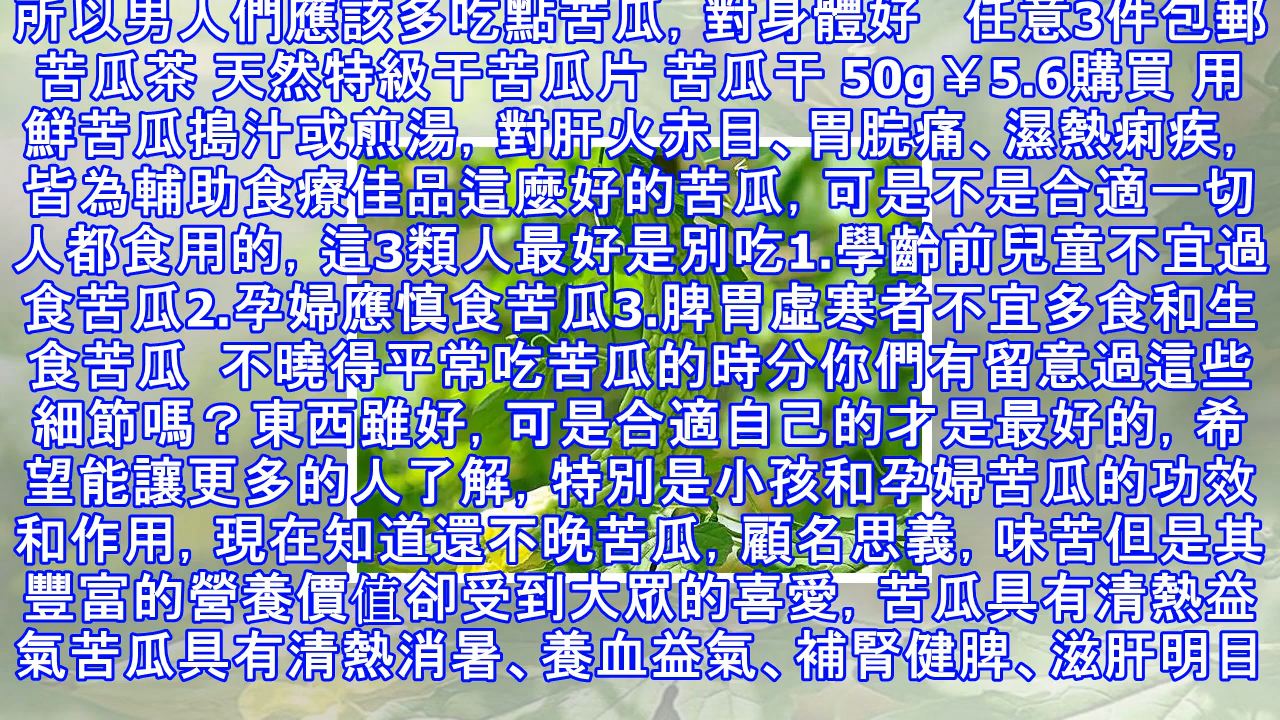 所以男人們應該多吃點苦瓜, 對身體好   任意3件包郵
苦瓜茶 天然特級干苦瓜片 苦瓜干 50g￥5.6購買 用
鮮苦瓜搗汁或煎湯, 對肝火赤目、胃脘痛、濕熱痢疾,
皆為輔助食療佳品這麼好的苦瓜, 可是不是合適一切
人都食用的, 這3類人最好是別吃1.學齡前兒童不宜過
食苦瓜2.孕婦應慎食苦瓜3.脾胃虛寒者不宜多食和生
食苦瓜  不曉得平常吃苦瓜的時分你們有留意過這些
細節嗎？東西雖好, 可是合適自己的才是最好的, 希
望能讓更多的人了解, 特別是小孩和孕婦苦瓜的功效
和作用, 現在知道還不晚苦瓜, 顧名思義, 味苦但是其
豐富的營養價值卻受到大眾的喜愛, 苦瓜具有清熱益
氣苦瓜具有清熱消暑、養血益氣、補腎健脾、滋肝明目